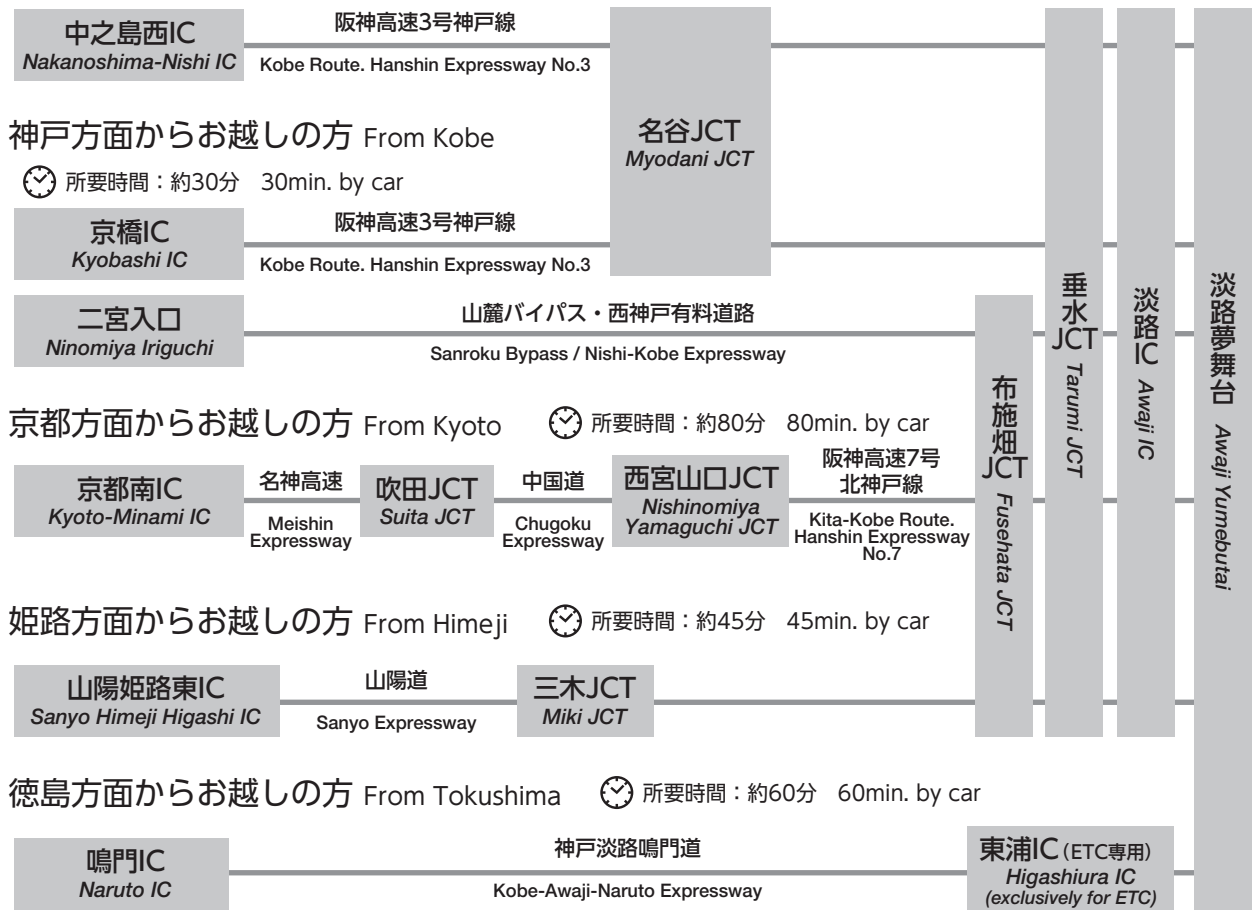 中之島西IC
Nakanoshima-Nishi IC
阪神高速3号神戸線
Kobe Route. Hanshin Expressway No.3
名谷JCT
Myodani JCT
神戸方面からお越しの方 From Kobe
所要時間：約30分 30min. by car
京橋IC
Kyobashi IC
阪神高速3号神戸線
Kobe Route. Hanshin Expressway No.3
二宮入口
Ninomiya Iriguchi
山麓バイパス・西神戸有料道路
Sanroku Bypass / Nishi-Kobe Expressway
京都方面からお越しの方 From Kyoto
所要時間：約80分 80min. by car
京都南IC
Kyoto-Minami IC
名神高速
Meishin
Expressway
吹田JCT
Suita JCT
中国道
Chugoku
Expressway
西宮山口JCT
Nishinomiya
Yamaguchi JCT
阪神高速7号
北神戸線
Kita-Kobe Route.
Hanshin Expressway
No.7
布施畑JCT Fusehata JCT
垂水JCT Tarumi JCT
淡路IC Awaji IC
淡路夢舞台 Awaji Yumebutai
姫路方面からお越しの方 From Himeji
所要時間：約45分 45min. by car
山陽姫路東IC
Sanyo Himeji Higashi IC
山陽道
Sanyo Expressway
三木JCT
Miki JCT
徳島方面からお越しの方 From Tokushima
所要時間：約60分 60min. by car
鳴門IC
Naruto IC
神戸淡路鳴門道
Kobe-Awaji-Naruto Expressway
東浦IC（ETC専用）
Higashiura IC
(exclusively for ETC)